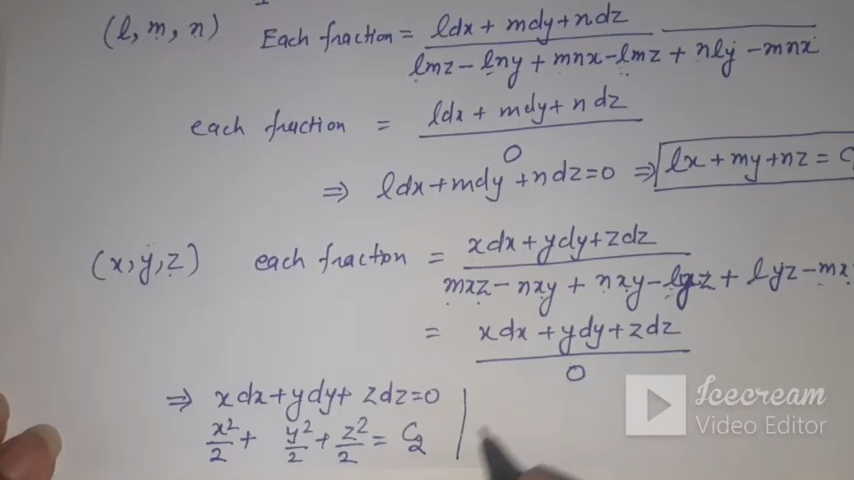 (l, m, n) Each fraction = ldx + mdy + ndz
lmz - lny + mnx - lmz + nly - mnx
each fraction = ldx + mdy + ndz
0
⇒ ldx + mdy + ndz = 0 ⇒ lx + my + nz = C
(x, y, z) each fraction = xdx + ydy + zdz
mxz - nxy + nxy - lyz + lyz - mx
= xdx + ydy + zdz
0
⇒ xdx + ydy + zdz = 0
x²/2 + y²/2 + z²/2 = C₂
Icecream
Video Editor